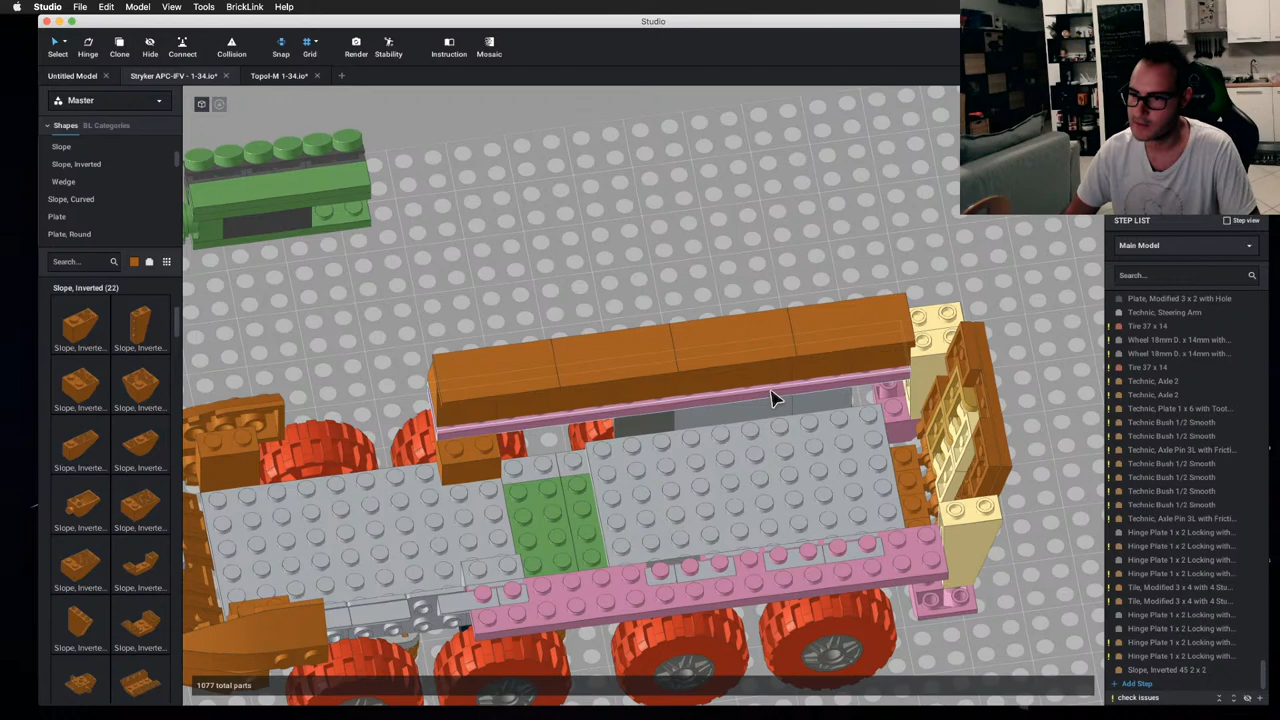 Studio File Edit Model View Tools BrickLink Help
Studio
Select Hinge Clone Hide Connect Collision Snap Grid Render Stability Instruction Mosaic
Untitled Model × Stryker APC-IFV - 1-34.io* × Topol-M 1-34.io* × +
Master
Shapes BL Categories
Slope
Slope, Inverted
Wedge
Slope, Curved
Plate
Plate, Round
Search...
Slope, Inverted (22)
Slope, Inverte... Slope, Inverte...
Slope, Inverte... Slope, Inverte...
Slope, Inverte... Slope, Inverte...
Slope, Inverte... Slope, Inverte...
Slope, Inverte... Slope, Inverte...
Slope, Inverte... Slope, Inverte...
1077 total parts
STEP LIST Step view
Main Model
Search...
Plate, Modified 3 x 2 with Hole
Technic, Steering Arm
Tire 37 x 14
Wheel 18mm D. x 14mm with...
Wheel 18mm D. x 14mm with...
Tire 37 x 14
Technic, Axle 2
Technic, Axle 2
Technic, Plate 1 x 6 with Toot...
Technic Bush 1/2 Smooth
Technic Bush 1/2 Smooth
Technic, Axle Pin 3L with Fricti...
Technic Bush 1/2 Smooth
Technic Bush 1/2 Smooth
Technic Bush 1/2 Smooth
Technic Bush 1/2 Smooth
Technic, Axle Pin 3L with Fricti...
Hinge Plate 1 x 2 Locking with...
Hinge Plate 1 x 2 Locking with...
Hinge Plate 1 x 2 Locking with...
Hinge Plate 1 x 2 Locking with...
Tile, Modified 3 x 4 with 4 Stu...
Tile, Modified 3 x 4 with 4 Stu...
Hinge Plate 1 x 2 Locking with...
Hinge Plate 1 x 2 Locking with...
Hinge Plate 1 x 2 Locking with...
Hinge Plate 1 x 2 Locking with...
Slope, Inverted 45 2 x 2
+ Add Step
! check issues